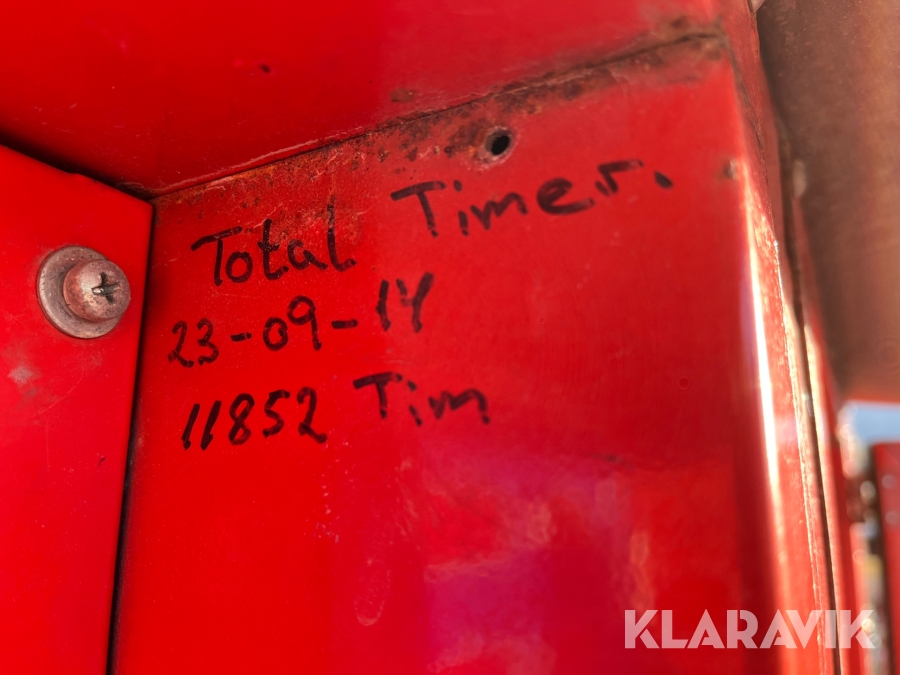 Total Timer.
23-09-14
11852 Tim
KLARAVIK